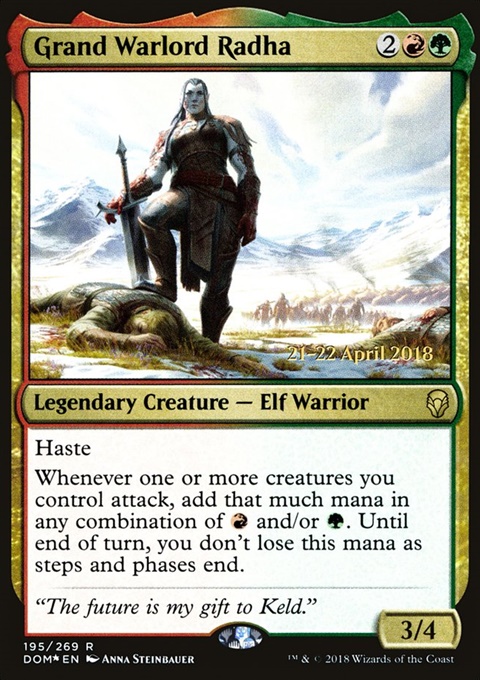 Grand Warlord Radha 2
21-22 April 2018
Legendary Creature — Elf Warrior
Haste
Whenever one or more creatures you
control attack, add that much mana in
any combination of and/or . Until
end of turn, you don't lose this mana as
steps and phases end.
"The future is my gift to Keld."
3/4
195/269 R
DOM★EN Anna Steinbauer
™ & © 2018 Wizards of the Coast